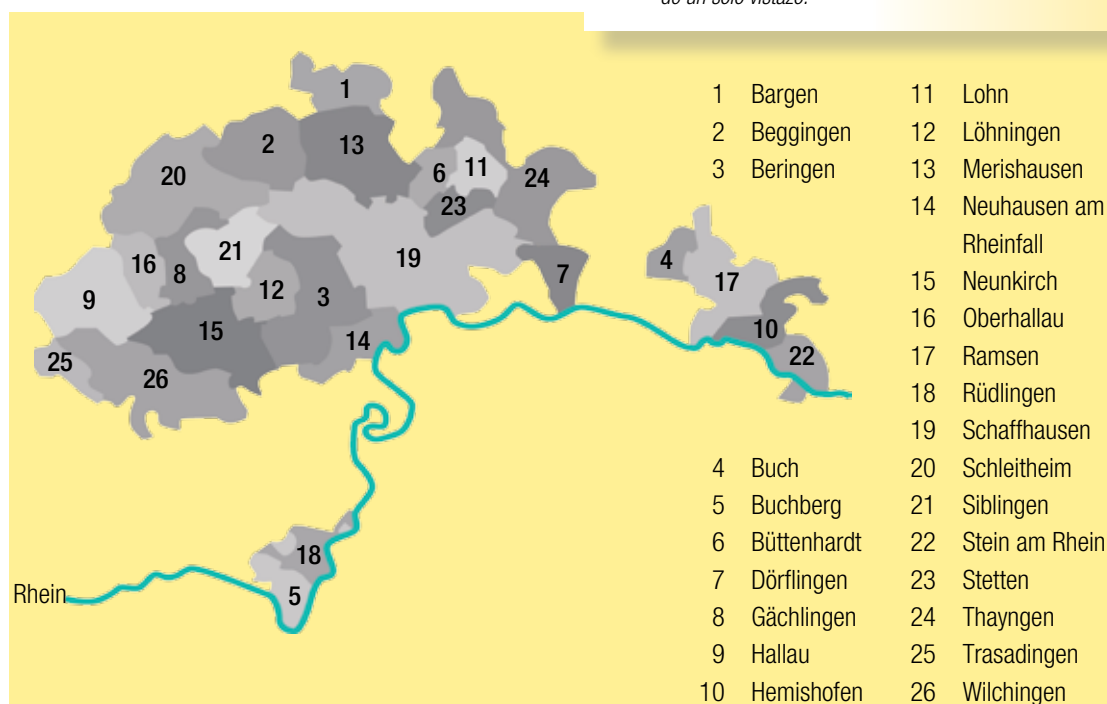 un solo vistazo.
1
2
13
20
6
11
24
23
21
16
8
19
4
7
12
3
17
9
15
14
10
25
26
22
18
5
Rhein
1 Bargen
2 Beggingen
3 Beringen
4 Buch
5 Buchberg
6 Büttenhardt
7 Dörflingen
8 Gächlingen
9 Hallau
10 Hemishofen
11 Lohn
12 Löhningen
13 Merishausen
14 Neuhausen am
Rheinfall
15 Neunkirch
16 Oberhallau
17 Ramsen
18 Rüdlingen
19 Schaffhausen
20 Schleitheim
21 Siblingen
22 Stein am Rhein
23 Stetten
24 Thayngen
25 Trasadingen
26 Wilchingen